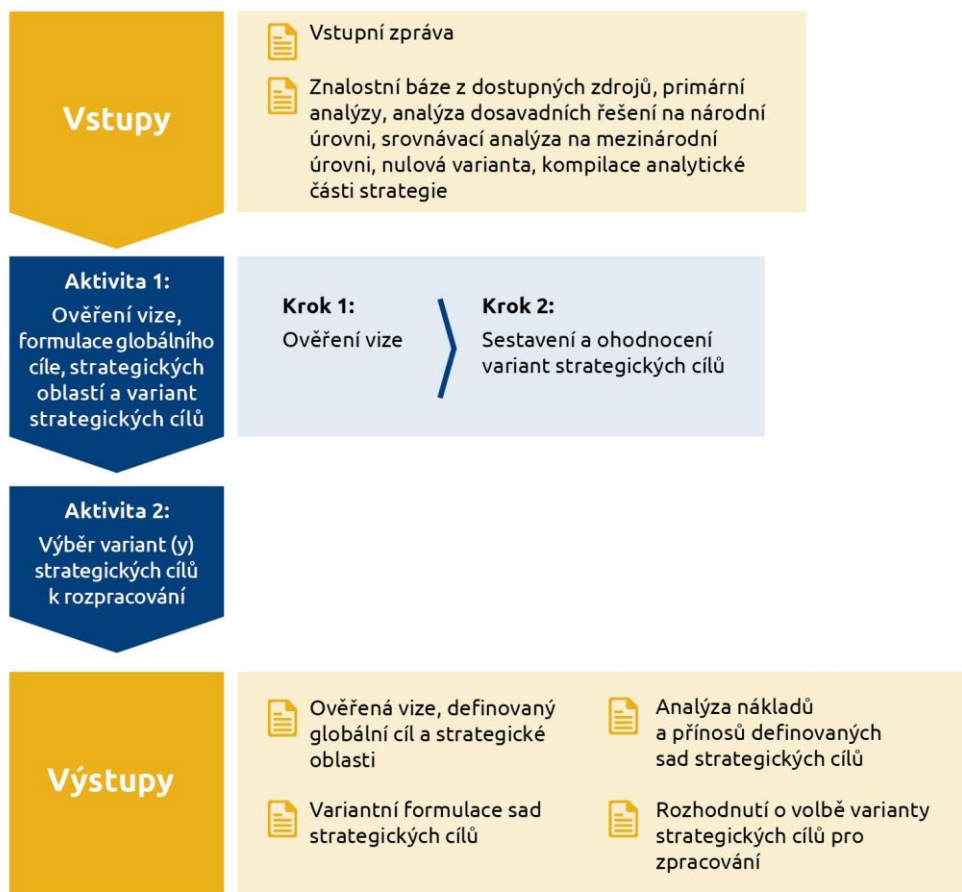 Vstupy
Vstupní zpráva
Znalostní báze z dostupných zdrojů, primární
analýzy, analýza dosavadních řešení na národní
úrovni, srovnávací analýza na mezinárodní
úrovni, nulová varianta, kompilace analytické
části strategie
Aktivita 1:
Ověření vize,
formulace globálního
cíle, strategických
oblastí a variant
strategických cílů
Krok 1:
Ověření vize
Krok 2:
Sestavení a ohodnocení
variant strategických cílů
Aktivita 2:
Výběr variant (y)
strategických cílů
k rozpracování
Výstupy
Ověřená vize, definovaný
globální cíl a strategické
oblasti
Variantní formulace sad
strategických cílů
Analýza nákladů
a přínosů definovaných
sad strategických cílů
Rozhodnutí o volbě varianty
strategických cílů pro
zpracování